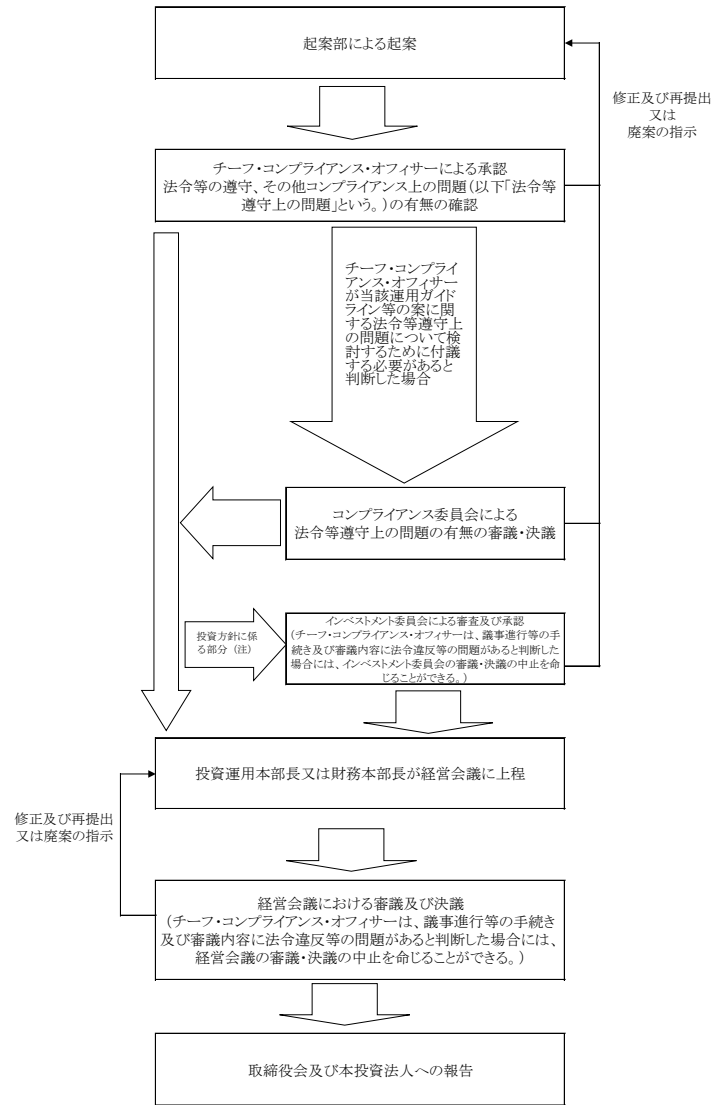 起案部による起案
修正及び再提出
又は
廃案の指示
チーフ・コンプライアンス・オフィサーによる承認
法令等の遵守、その他コンプライアンス上の問題(以下「法令等
遵守上の問題」という。)の有無の確認
チーフ・コンプライ
アンス・オフィサー
が当該運用ガイド
ライン等の案に関
する法令等遵守上
の問題について検
討するために付議
する必要があると
判断した場合
コンプライアンス委員会による
法令等遵守上の問題の有無の審議・決議
投資方針に係
る部分（注）
インベストメント委員会による審査及び承認
(チーフ・コンプライアンス・オフィサーは、議事進行等の手
続き及び審議内容に法令違反等の問題があると判断した
場合には、インベストメント委員会の審議・決議の中止を命
じることができる。)
投資運用本部長又は財務本部長が経営会議に上程
修正及び再提出
又は廃案の指示
経営会議における審議及び決議
(チーフ・コンプライアンス・オフィサーは、議事進行等の手続き
及び審議内容に法令違反等の問題があると判断した場合には、
経営会議の審議・決議の中止を命じることができる。)
取締役会及び本投資法人への報告